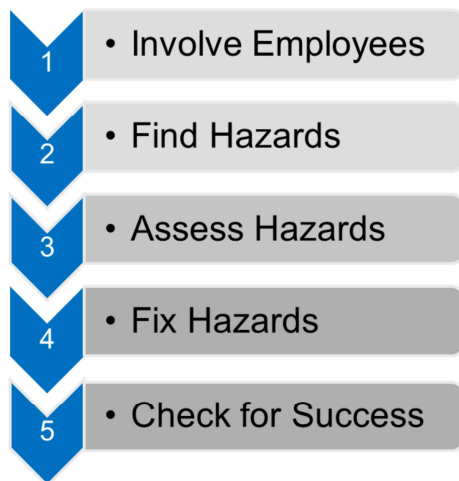 1 • Involve Employees
2 • Find Hazards
3 • Assess Hazards
4 • Fix Hazards
5 • Check for Success